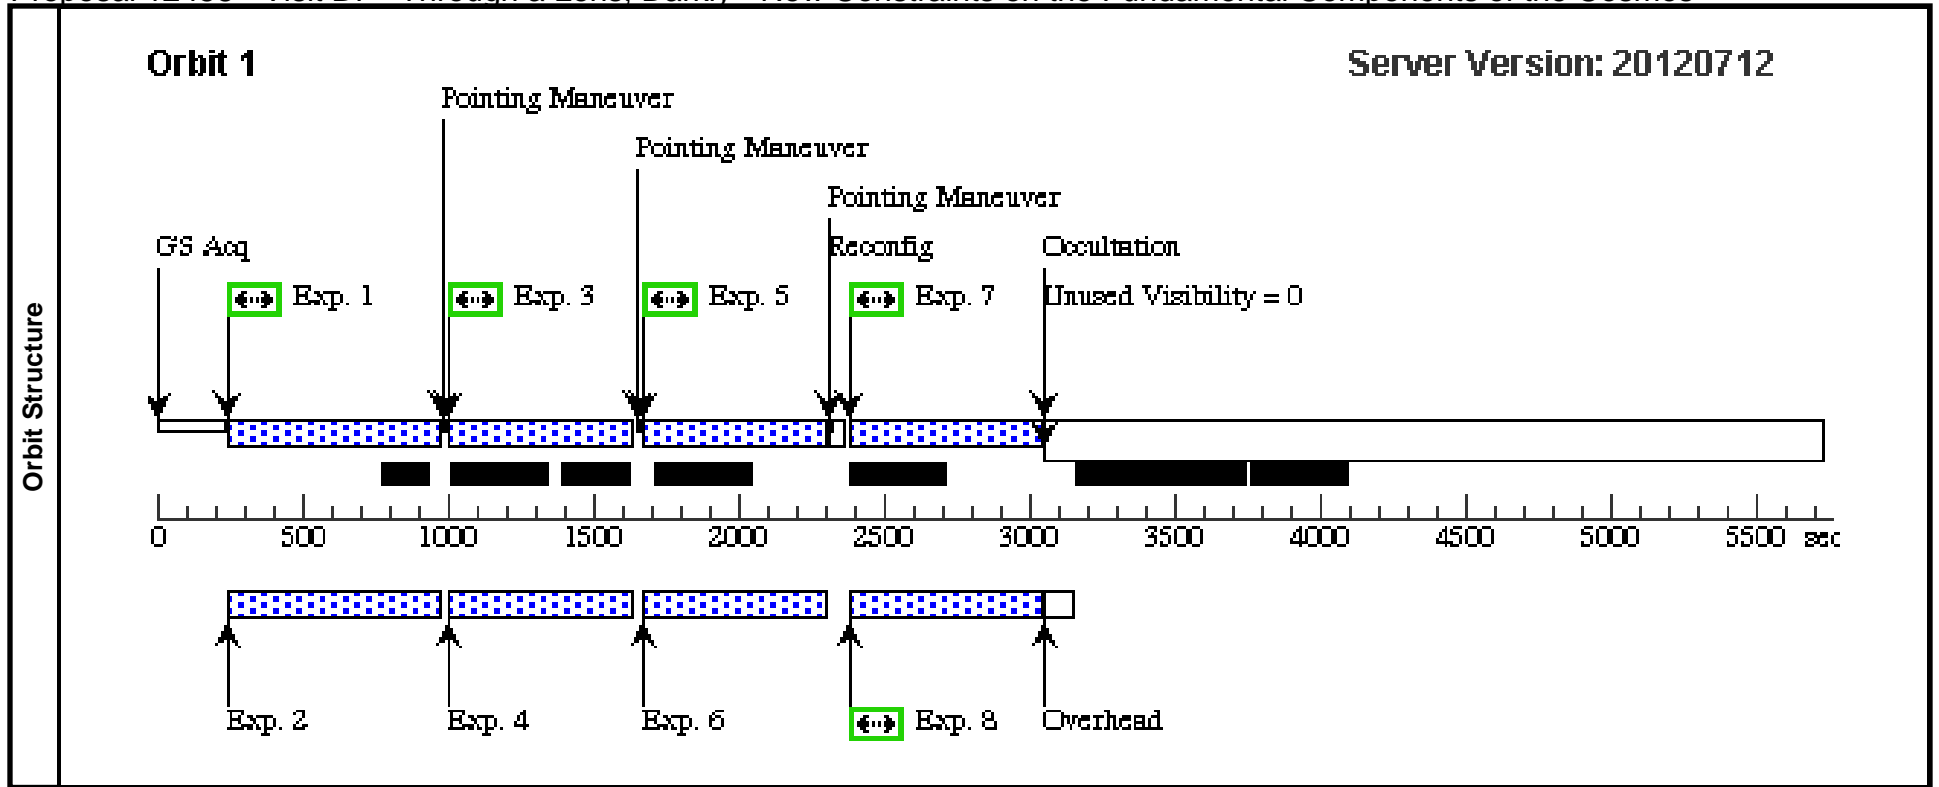 Orbit Structure
Orbit 1
Server Version: 20120712
Pointing Maneuver
Pointing Maneuver
Pointing Maneuver
GS Acq
Reconfig
Occultation
Exp. 1
Exp. 3
Exp. 5
Exp. 7
Unused Visibility = 0
0 500 1000 1500 2000 2500 3000 3500 4000 4500 5000 5500 sec
Exp. 2
Exp. 4
Exp. 6
Exp. 8
Overhead